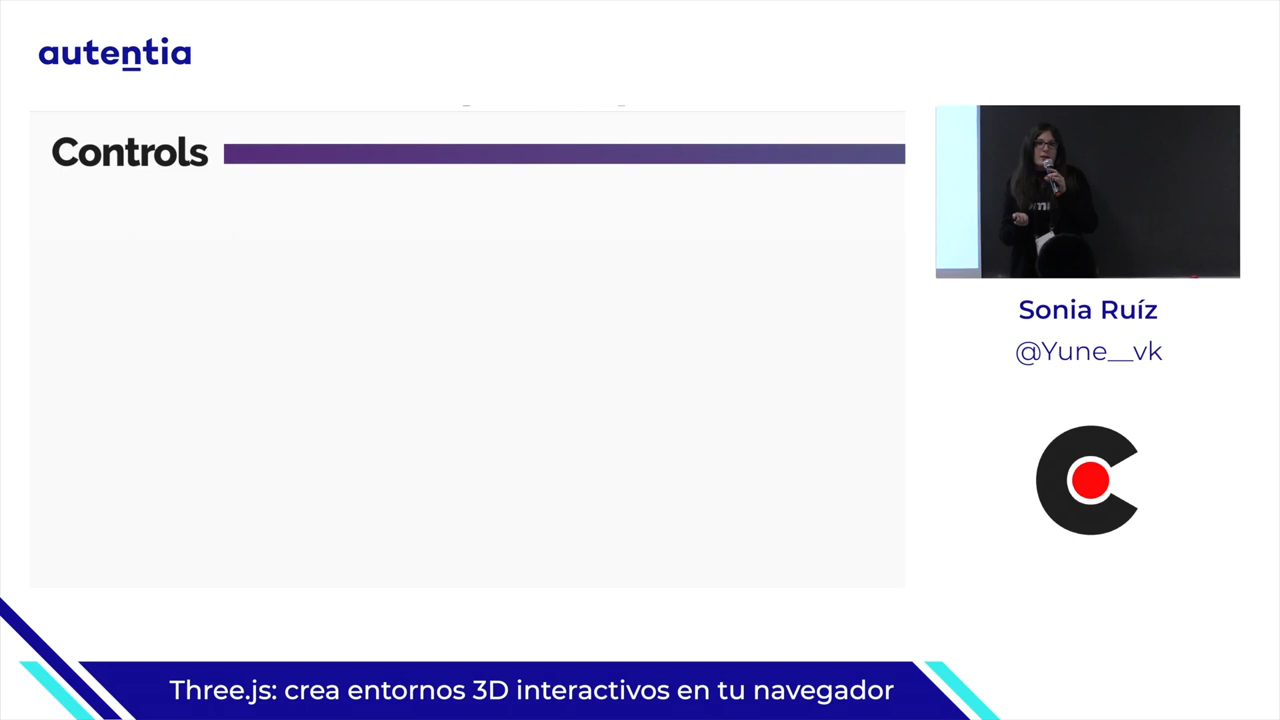 autentia
Controls
Sonia Ruíz
@Yune__vk
Three.js: crea entornos 3D interactivos en tu navegador